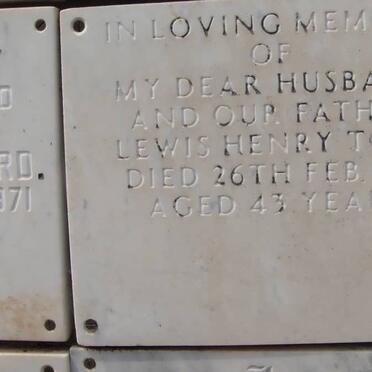 IN LOVING MEM
OF
MY DEAR HUSBA
AND OUR FATH
LEWIS HENRY T
DIED 26TH FEB.
AGED 43 YEA
RD.
971